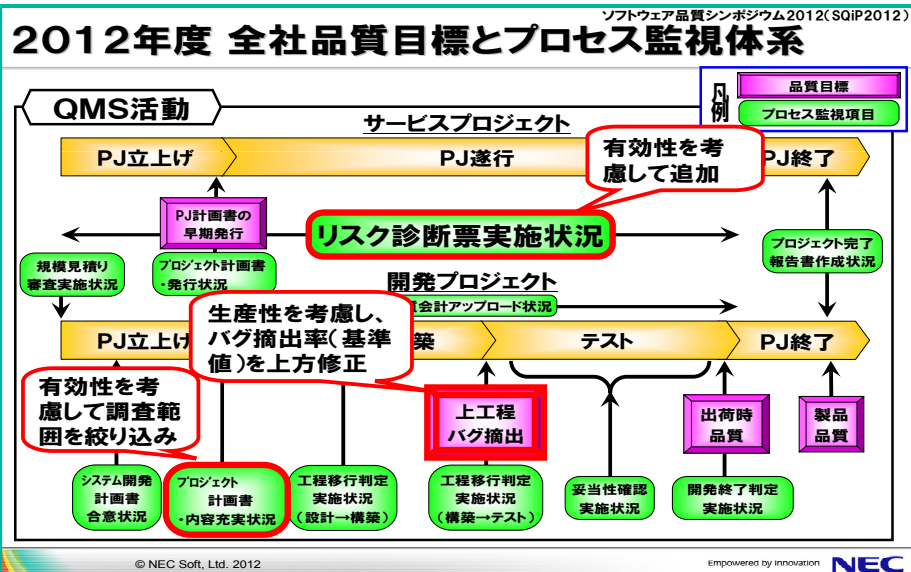 ソフトウェア品質シンポジウム2012(SQiP2012)
2012年度 全社品質目標とプロセス監視体系
凡例
品質目標
プロセス監視項目
QMS活動
サービスプロジェクト
PJ立上げ
PJ遂行
PJ終了
有効性を考
慮して追加
PJ計画書の
早期発行
リスク診断票実施状況
プロジェクト完了
報告書作成状況
規模見積り
審査実施状況
プロジェクト計画書
・発行状況
開発プロジェクト
会計アップロード状況
生産性を考慮し、
バグ摘出率(基準
値)を上方修正
PJ立上げ
築
テスト
PJ終了
有効性を考
慮して調査範
囲を絞り込み
上工程
バグ摘出
出荷時
品質
製品
品質
システム開発
計画書
合意状況
プロジェクト
計画書
・内容充実状況
工程移行判定
実施状況
(設計→構築)
工程移行判定
実施状況
(構築→テスト)
妥当性確認
実施状況
開発終了判定
実施状況
© NEC Soft, Ltd. 2012
Empowered by Innovation
NEC